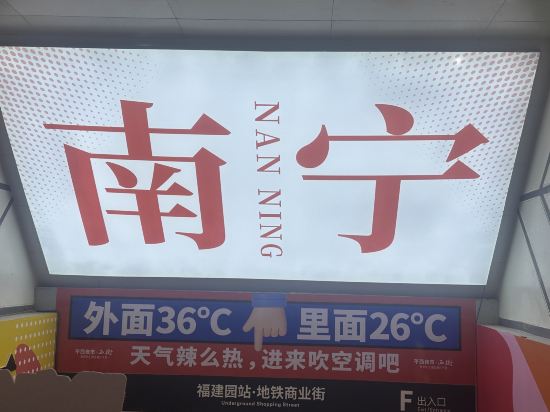 南宁
NAN NING
外面36°C 里面26°C
天气辣么热，进来吹空调吧
福建园站·地铁商业街
Underground Shopping Street
F 出入口